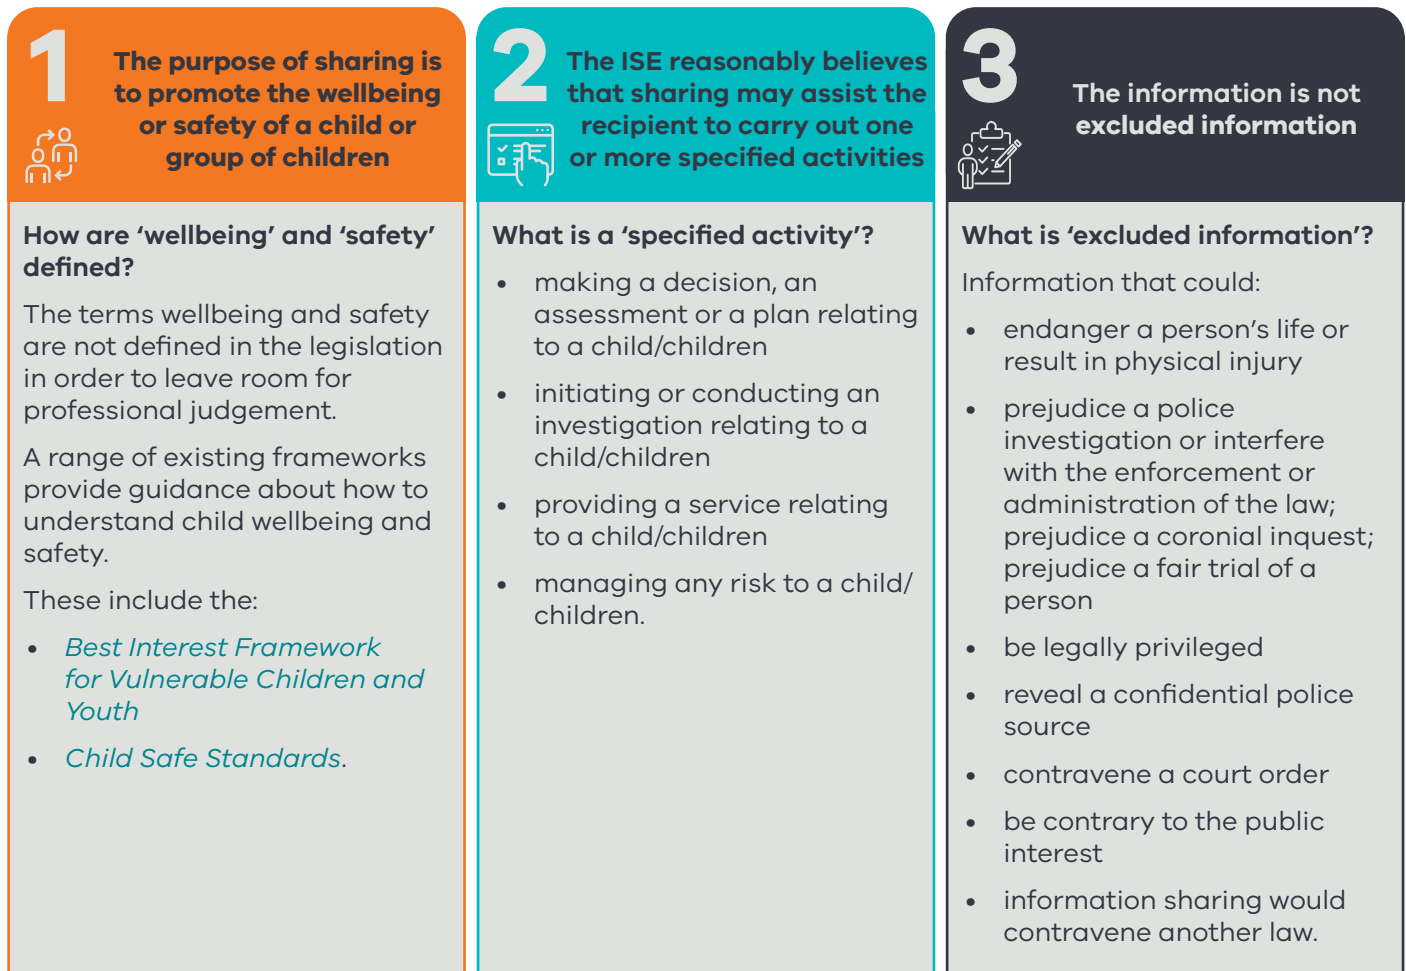 1
The purpose of sharing is
to promote the wellbeing
or safety of a child or
group of children
How are ‘wellbeing’ and ‘safety’
defined?
The terms wellbeing and safety
are not defined in the legislation
in order to leave room for
professional judgement.
A range of existing frameworks
provide guidance about how to
understand child wellbeing and
safety.
These include the:
• Best Interest Framework
for Vulnerable Children and
Youth
• Child Safe Standards.
2
The ISE reasonably believes
that sharing may assist the
recipient to carry out one
or more specified activities
What is a ‘specified activity’?
• making a decision, an
assessment or a plan relating
to a child/children
• initiating or conducting an
investigation relating to a
child/children
• providing a service relating
to a child/children
• managing any risk to a child/
children.
3
The information is not
excluded information
What is ‘excluded information’?
Information that could:
• endanger a person’s life or
result in physical injury
• prejudice a police
investigation or interfere
with the enforcement or
administration of the law;
prejudice a coronial inquest;
prejudice a fair trial of a
person
• be legally privileged
• reveal a confidential police
source
• contravene a court order
• be contrary to the public
interest
• information sharing would
contravene another law.